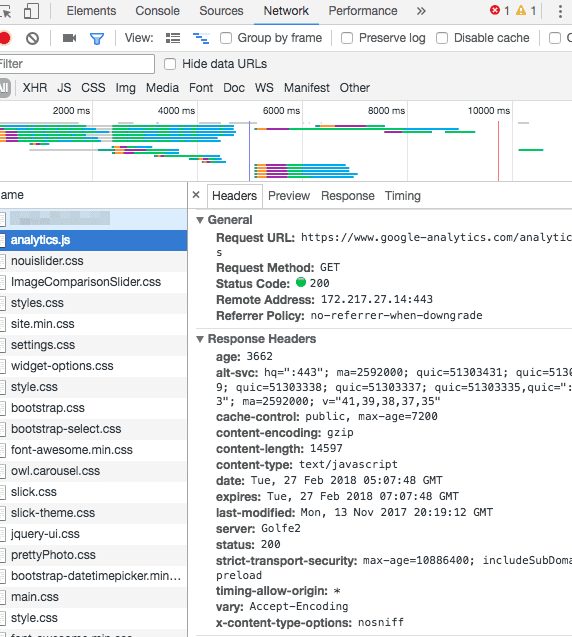 Elements Console Sources Network Performance » 1 1
View: Group by frame Preserve log Disable cache
Filter Hide data URLs
All XHR JS CSS Img Media Font Doc WS Manifest Other
2000 ms 4000 ms 6000 ms 8000 ms 10000 ms
ame
analytics.js
nouislider.css
ImageComparisonSlider.css
styles.css
site.min.css
settings.css
widget-options.css
style.css
bootstrap.css
bootstrap-select.css
font-awesome.min.css
owl.carousel.css
slick.css
slick-theme.css
jquery-ui.css
prettyPhoto.css
bootstrap-datetimepicker.min...
main.css
style.css
font-awesome.min.css
× Headers Preview Response Timing
▼ General
Request URL: https://www.google-analytics.com/analytic
s
Request Method: GET
Status Code: 200
Remote Address: 172.217.27.14:443
Referrer Policy: no-referrer-when-downgrade
▼ Response Headers
age: 3662
alt-svc: hq=":443"; ma=2592000; quic=51303431; quic=5130
9; quic=51303338; quic=51303337; quic=51303335,quic=":
3"; ma=2592000; v="41,39,38,37,35"
cache-control: public, max-age=7200
content-encoding: gzip
content-length: 14597
content-type: text/javascript
date: Tue, 27 Feb 2018 05:07:48 GMT
expires: Tue, 27 Feb 2018 07:07:48 GMT
last-modified: Mon, 13 Nov 2017 20:19:12 GMT
server: Golfe2
status: 200
strict-transport-security: max-age=10886400; includeSubDoma
preload
timing-allow-origin: *
vary: Accept-Encoding
x-content-type-options: nosniff